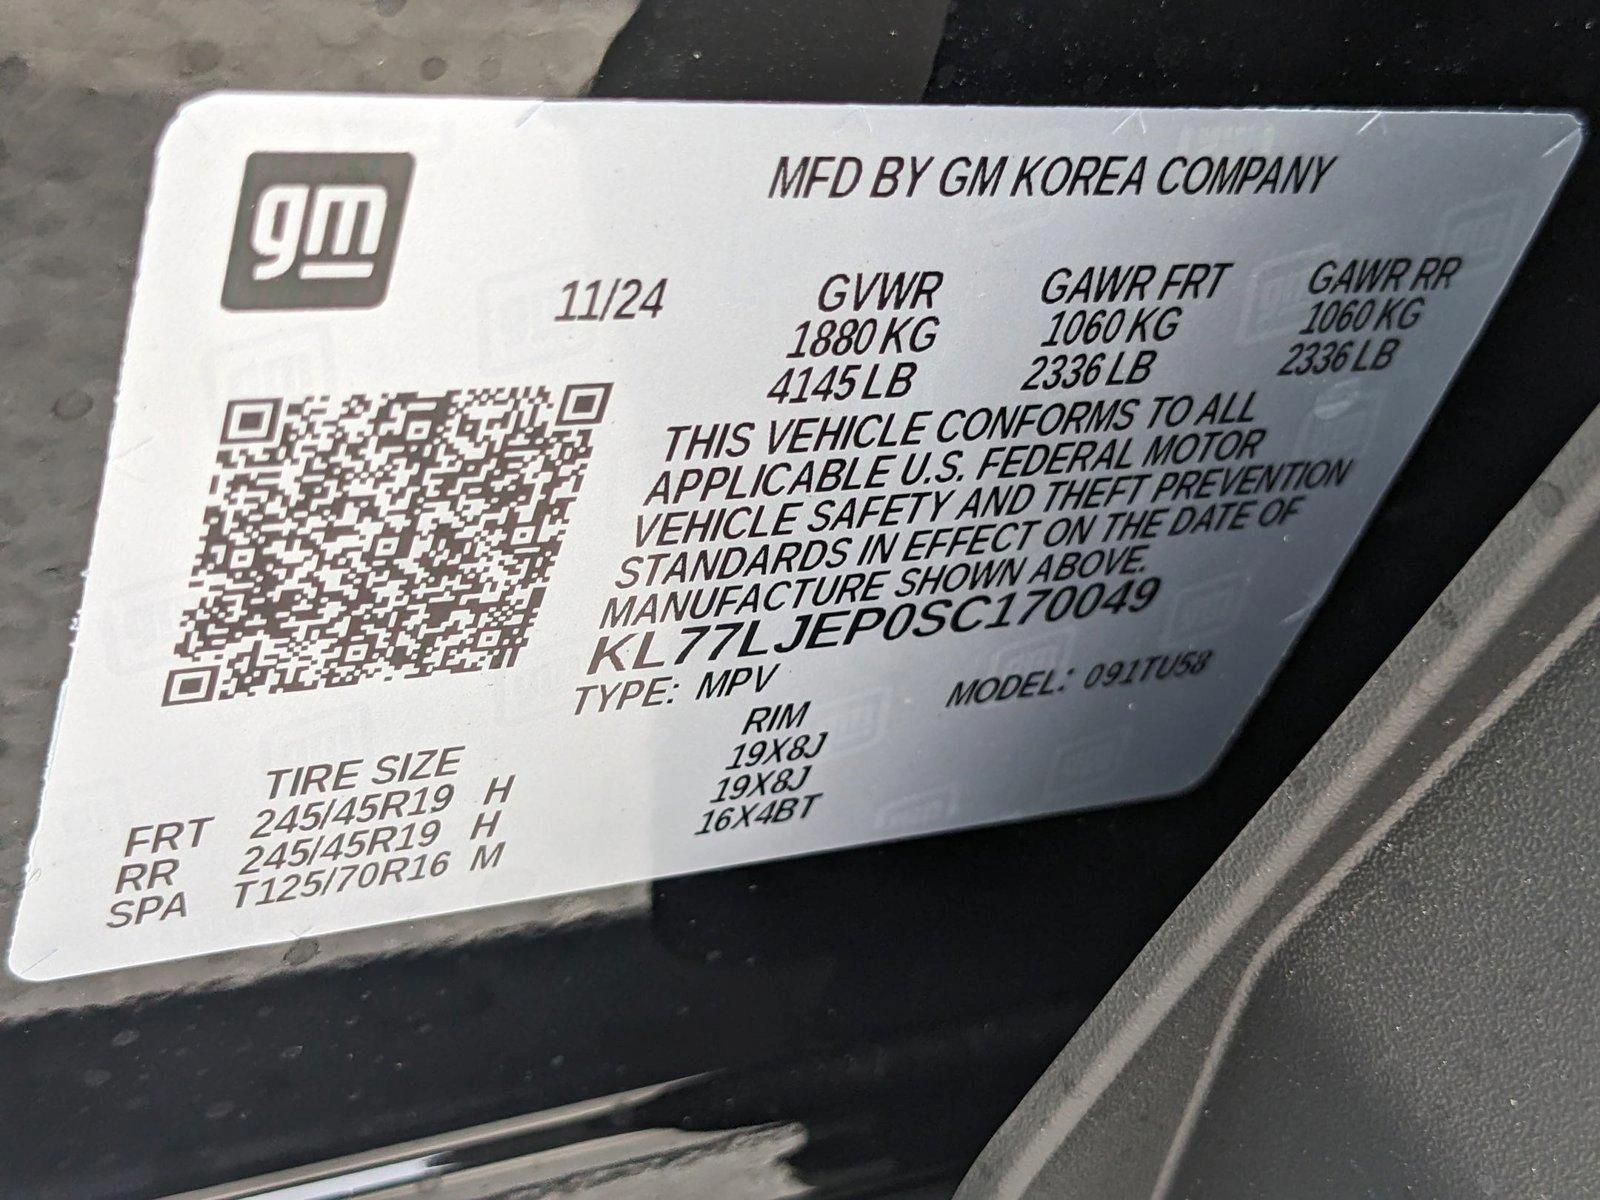 gm
MFD BY GM KOREA COMPANY
11/24 GVWR GAWR FRT GAWR RR
1880 KG 1060 KG 1060 KG
4145 LB 2336 LB 2336 LB
THIS VEHICLE CONFORMS TO ALL
APPLICABLE U.S. FEDERAL MOTOR
VEHICLE SAFETY AND THEFT PREVENTION
STANDARDS IN EFFECT ON THE DATE OF
MANUFACTURE SHOWN ABOVE.
KL77LJEP0SC170049
TYPE: MPV MODEL: 091TU58
TIRE SIZE RIM
FRT 245/45R19 H 19X8J
RR 245/45R19 H 19X8J
SPA T125/70R16 M 16X4BT